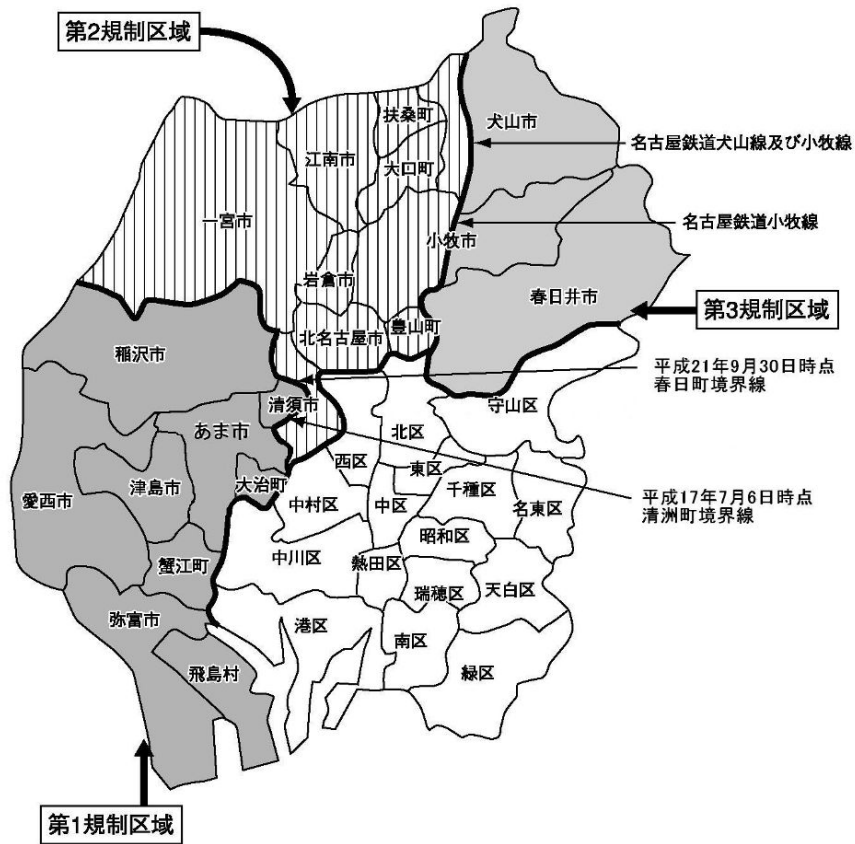 第2規制区域
扶桑町
犬山市
名古屋鉄道犬山線及び小牧線
江南市
大口町
一宮市
名古屋鉄道小牧線
小牧市
岩倉市
春日井市
第3規制区域
北名古屋市
豊山町
稲沢市
平成21年9月30日時点
春日町境界線
清須市
守山区
あま市
北区
西区
東区
愛西市
津島市
大治町
千種区
中村区
中区
名東区
平成17年7月6日時点
清洲町境界線
昭和区
中川区
熱田区
蟹江町
瑞穂区
天白区
弥富市
港区
南区
飛島村
緑区
第1規制区域